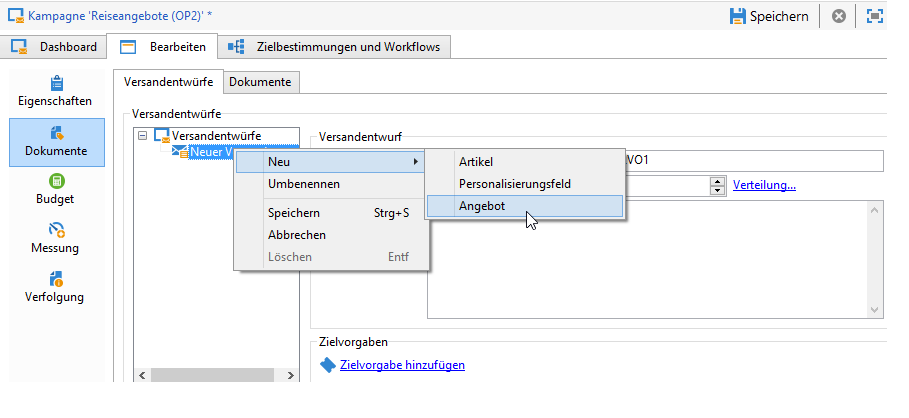 Kampagne 'Reiseangebote (OP2)' *
Speichern
Dashboard
Bearbeiten
Zielbestimmungen und Workflows
Eigenschaften
Dokumente
Budget
Messung
Verfolgung
Versandentwürfe
Dokumente
Versandentwürfe
Versandentwürfe
Neuer V
Versandentwurf
VO1
Verteilung...
Neu
Umbenennen
Speichern Strg+S
Abbrechen
Löschen Entf
Artikel
Personalisierungsfeld
Angebot
Zielvorgaben
Zielvorgabe hinzufügen